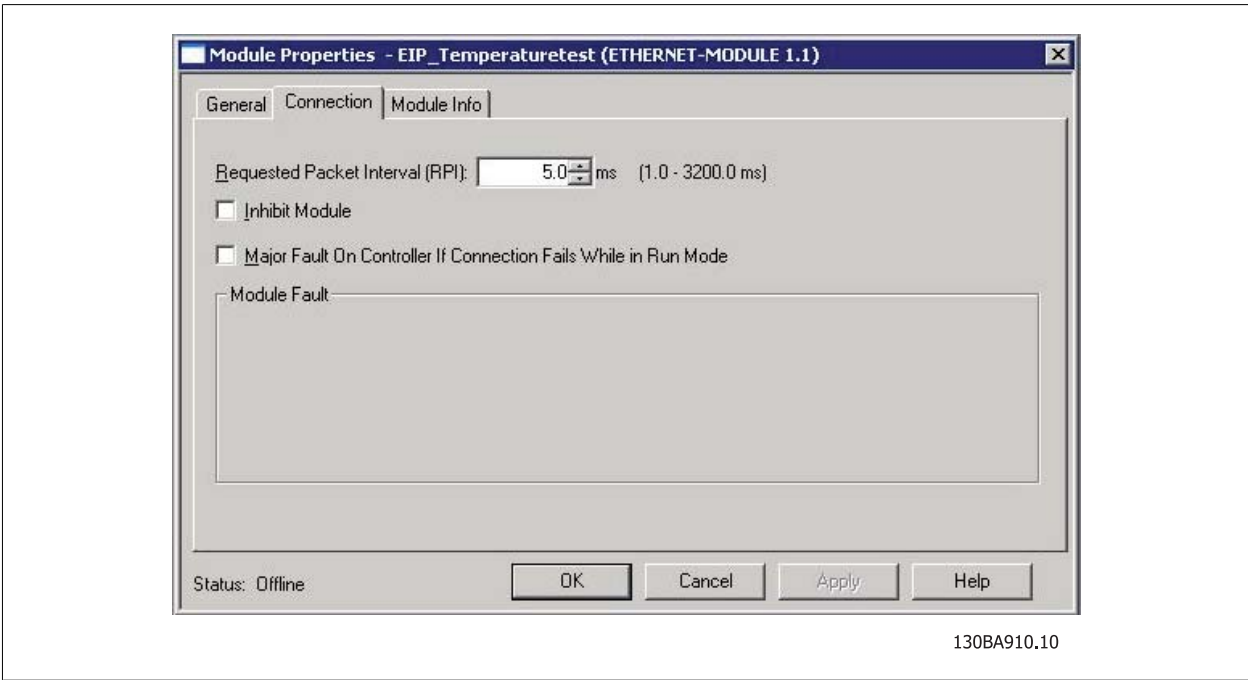 Module Properties - EIP_Temperaturetest (ETHERNET-MODULE 1.1)
General Connection Module Info
Requested Packet Interval (RPI): 5.0 ms (1.0 - 3200.0 ms)
Inhibit Module
Major Fault On Controller If Connection Fails While in Run Mode
Module Fault
Status: Offline OK Cancel Apply Help
130BA910.10